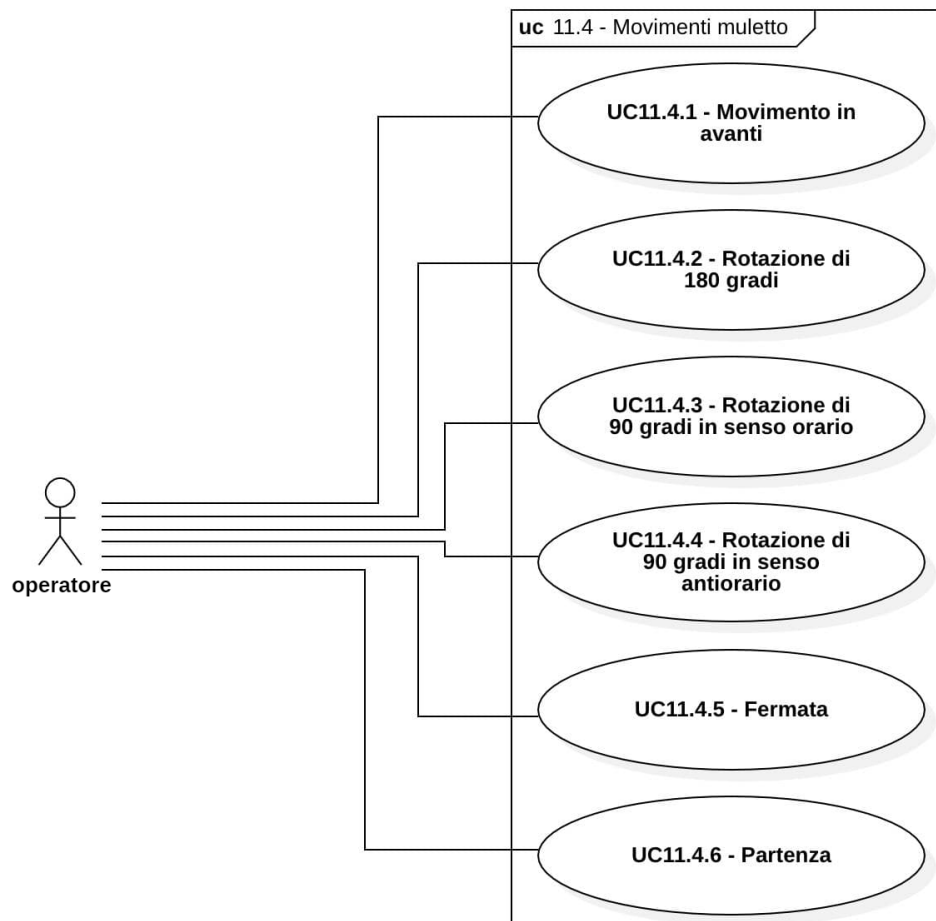 uc 11.4 - Movimenti muletto
UC11.4.1 - Movimento in
avanti
UC11.4.2 - Rotazione di
180 gradi
UC11.4.3 - Rotazione di
90 gradi in senso orario
UC11.4.4 - Rotazione di
90 gradi in senso
antiorario
operatore
UC11.4.5 - Fermata
UC11.4.6 - Partenza